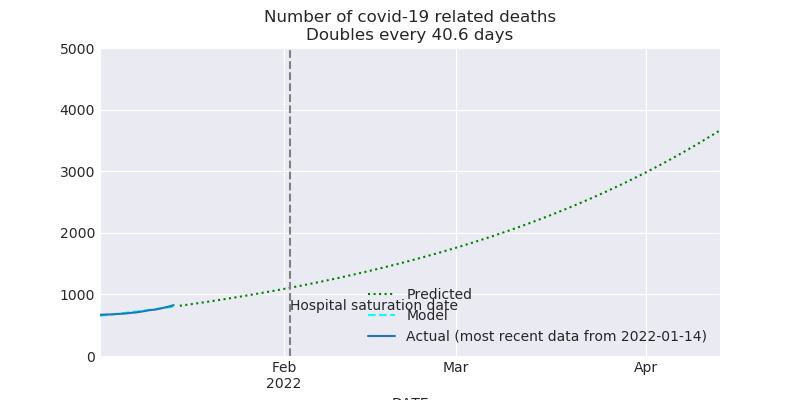 Number of covid-19 related deaths
Doubles every 40.6 days
5000
4000
3000
2000
1000
0
Hospital saturation date
Predicted
Model
Actual (most recent data from 2022-01-14)
Feb
2022
Mar
Apr
DATE